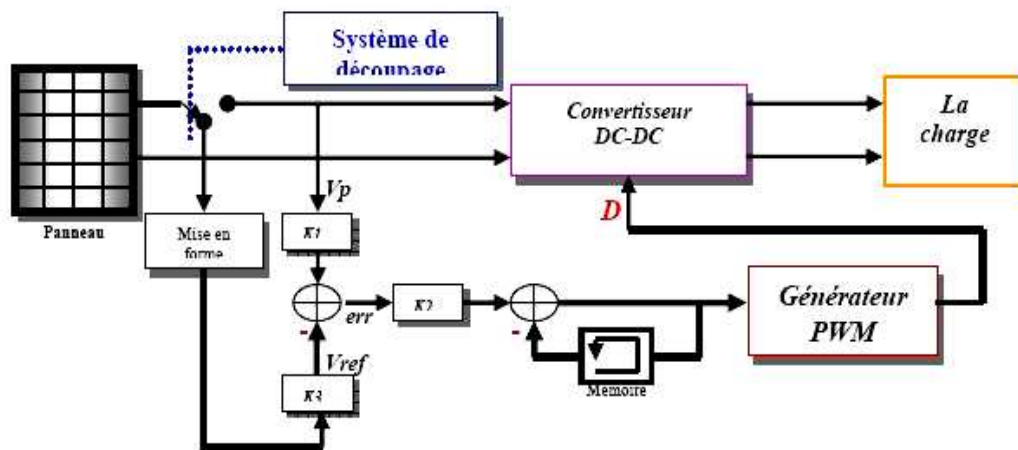 Système de
découpage
Convertisseur
DC-DC
La
charge
Panneau
Vp
K1
Mise en
forme
D
err
K2
-
-
Vref
K3
Mémoire
Générateur
PWM